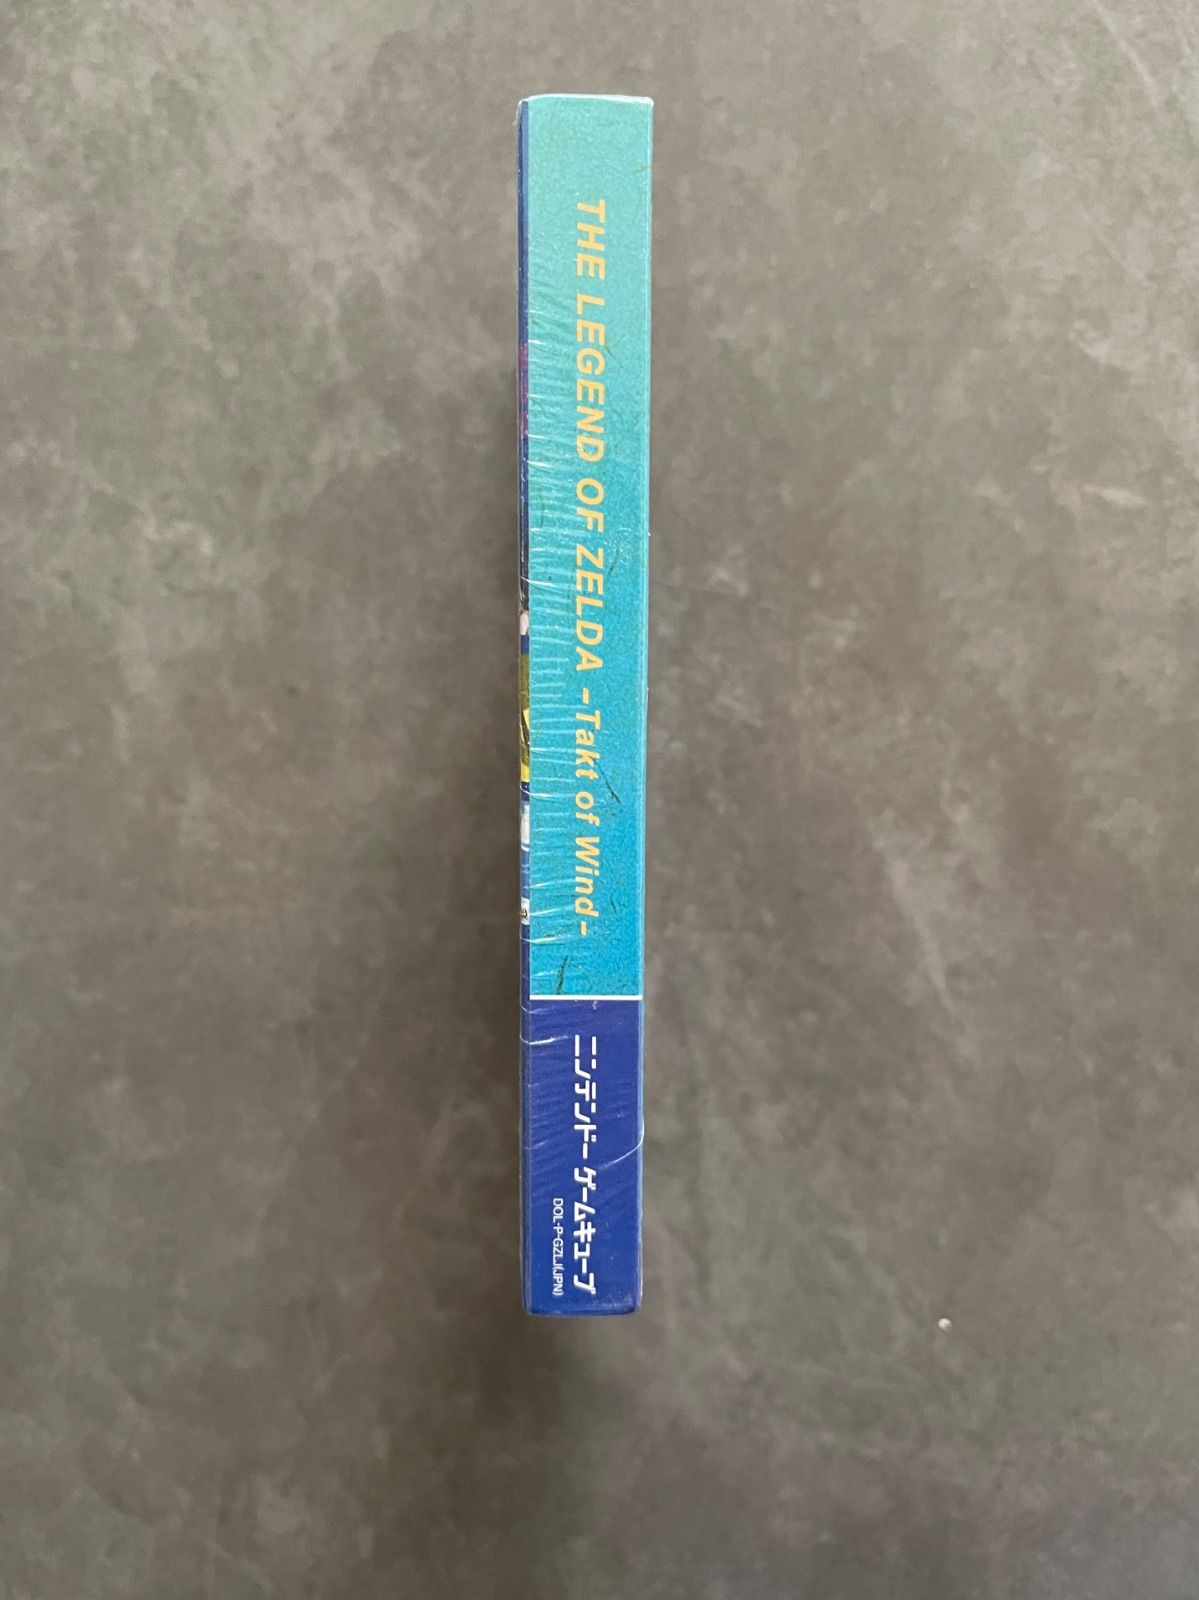 THE LEGEND OF ZELDA -Takt of Wind-
ニンテンドー ゲームキューブ
DOL-P-GZLJ(JPN)